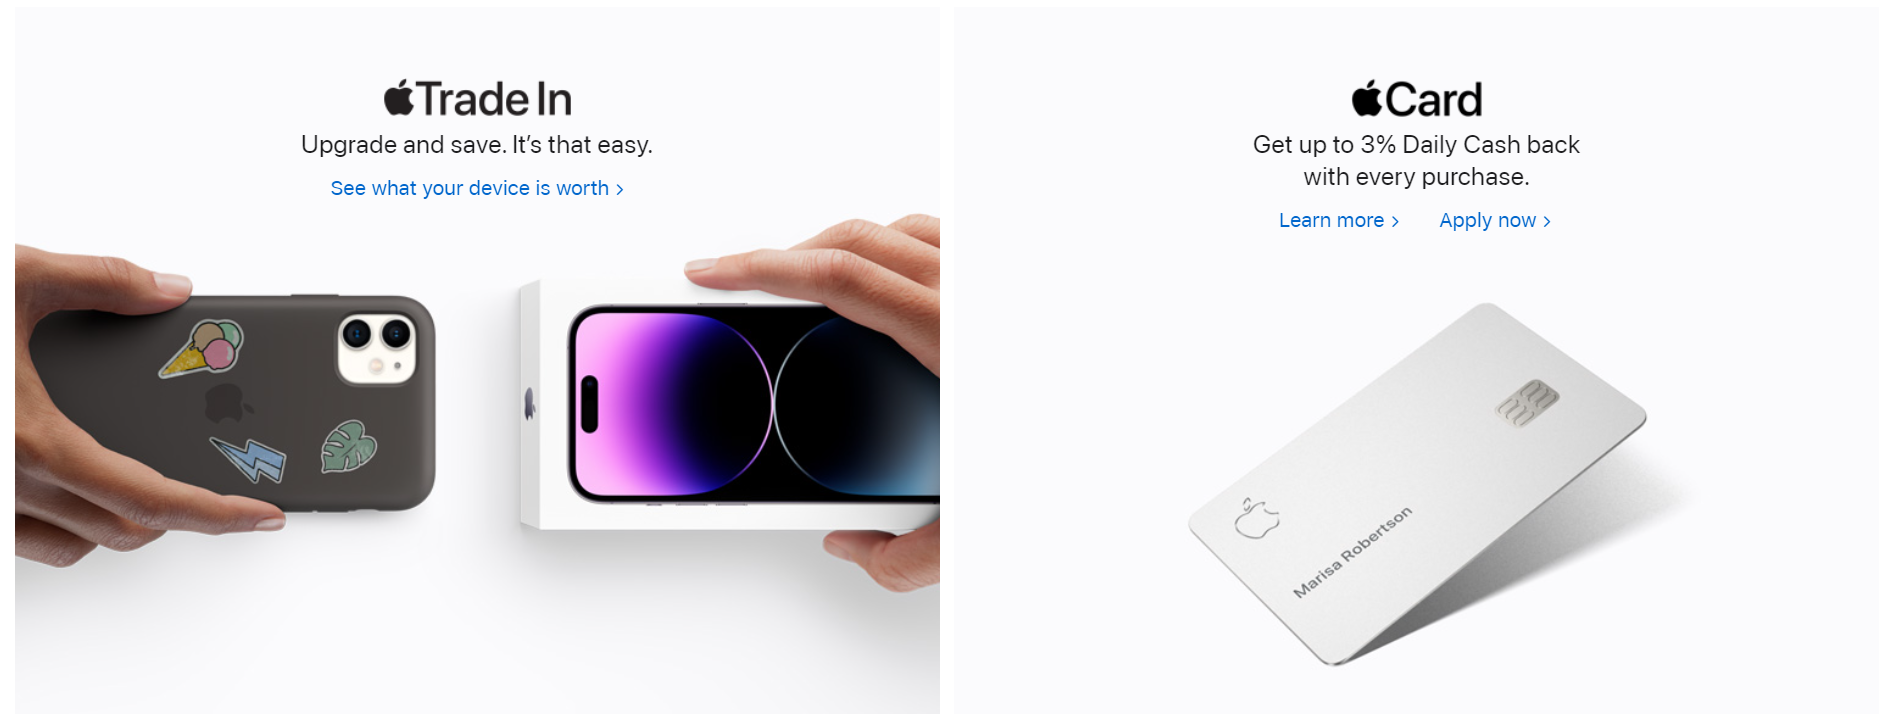 Trade In
Upgrade and save. It’s that easy.
See what your device is worth >
Card
Get up to 3% Daily Cash back
with every purchase.
Learn more >
Apply now >
Marisa Robertson